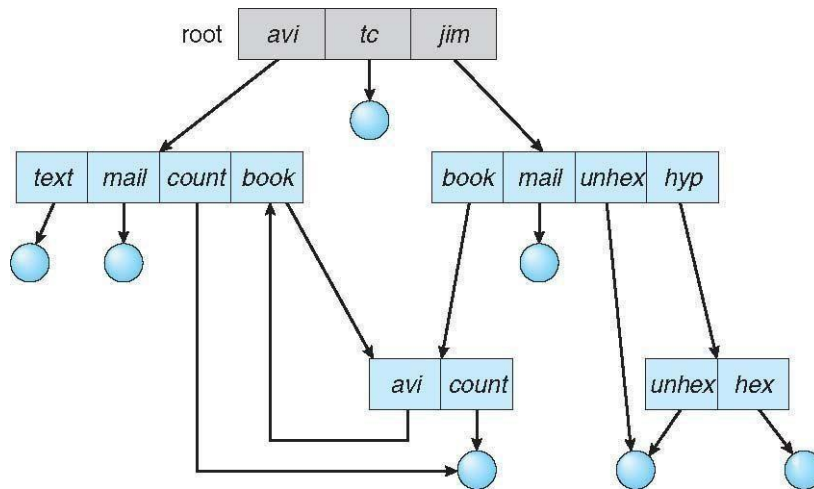 root avi tc jim
text mail count book
book mail unhex hyp
avi count
unhex hex